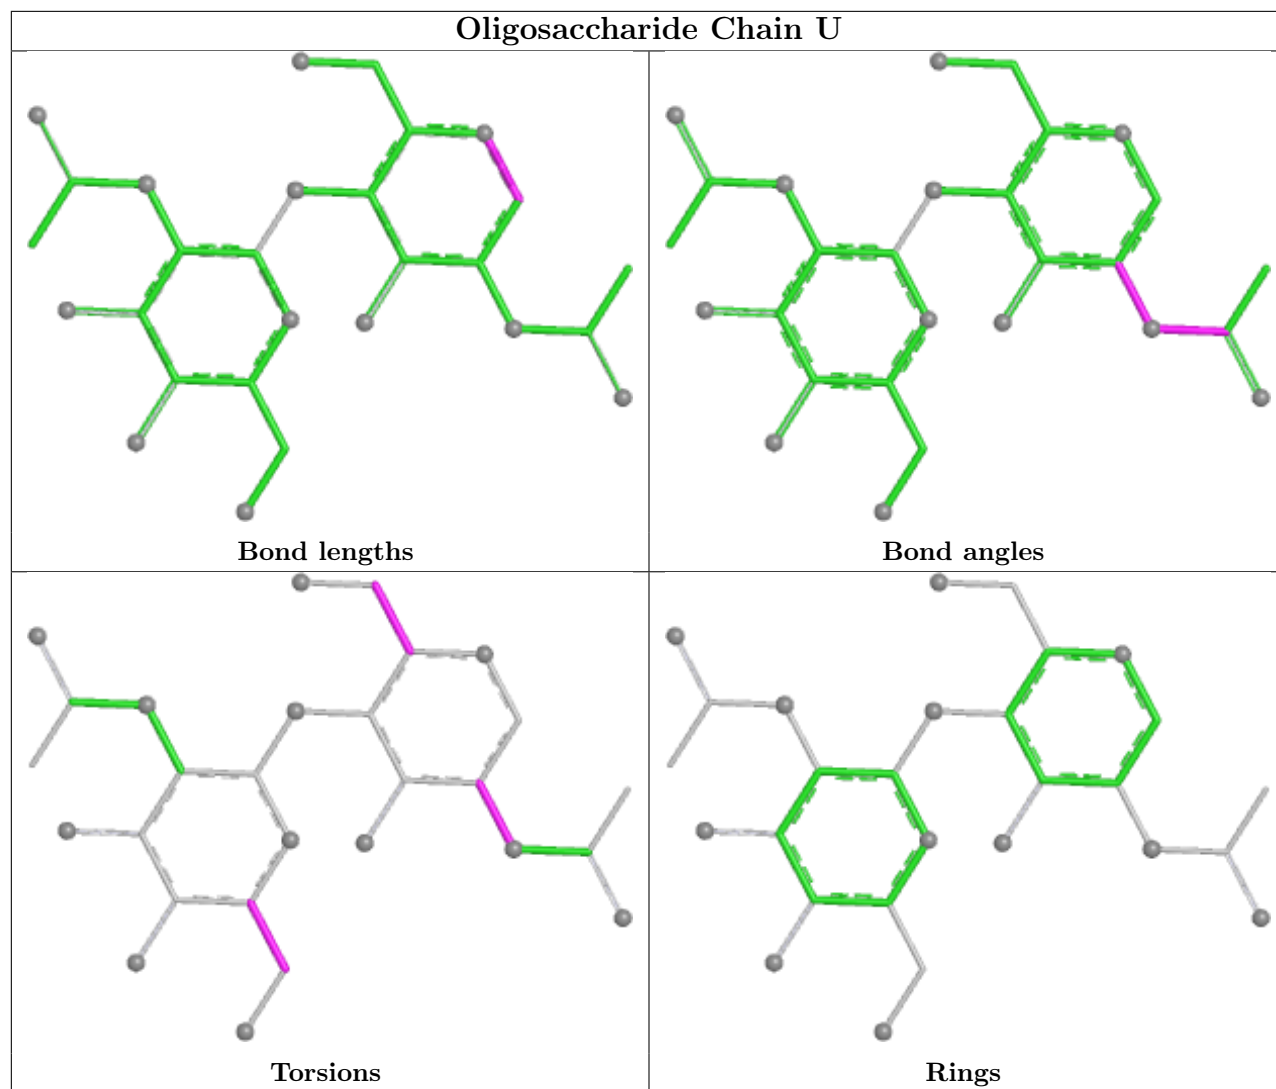 Oligosaccharide Chain U
Bond lengths
Bond angles
Torsions
Rings